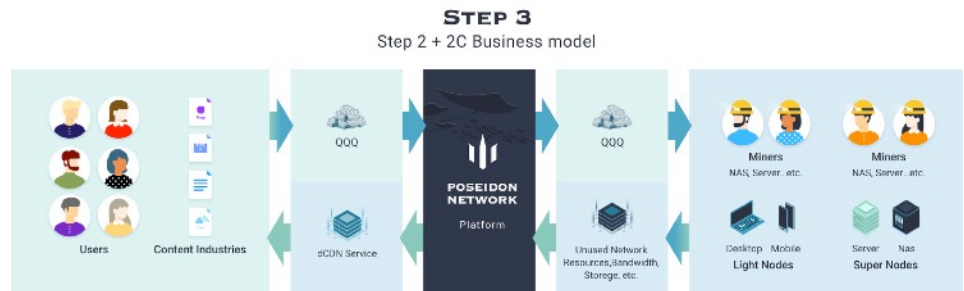 STEP 3
Step 2 + 2C Business model
Users
Content Industries
QQQ
dCDN Service
POSEIDON
NETWORK
Platform
QQQ
Unused Network
Resources,Bandwidth,
Storege, etc.
Miners
NAS, Server...etc.
Miners
NAS, Server...etc.
Desktop
Mobile
Light Nodes
Server
Nas
Super Nodes